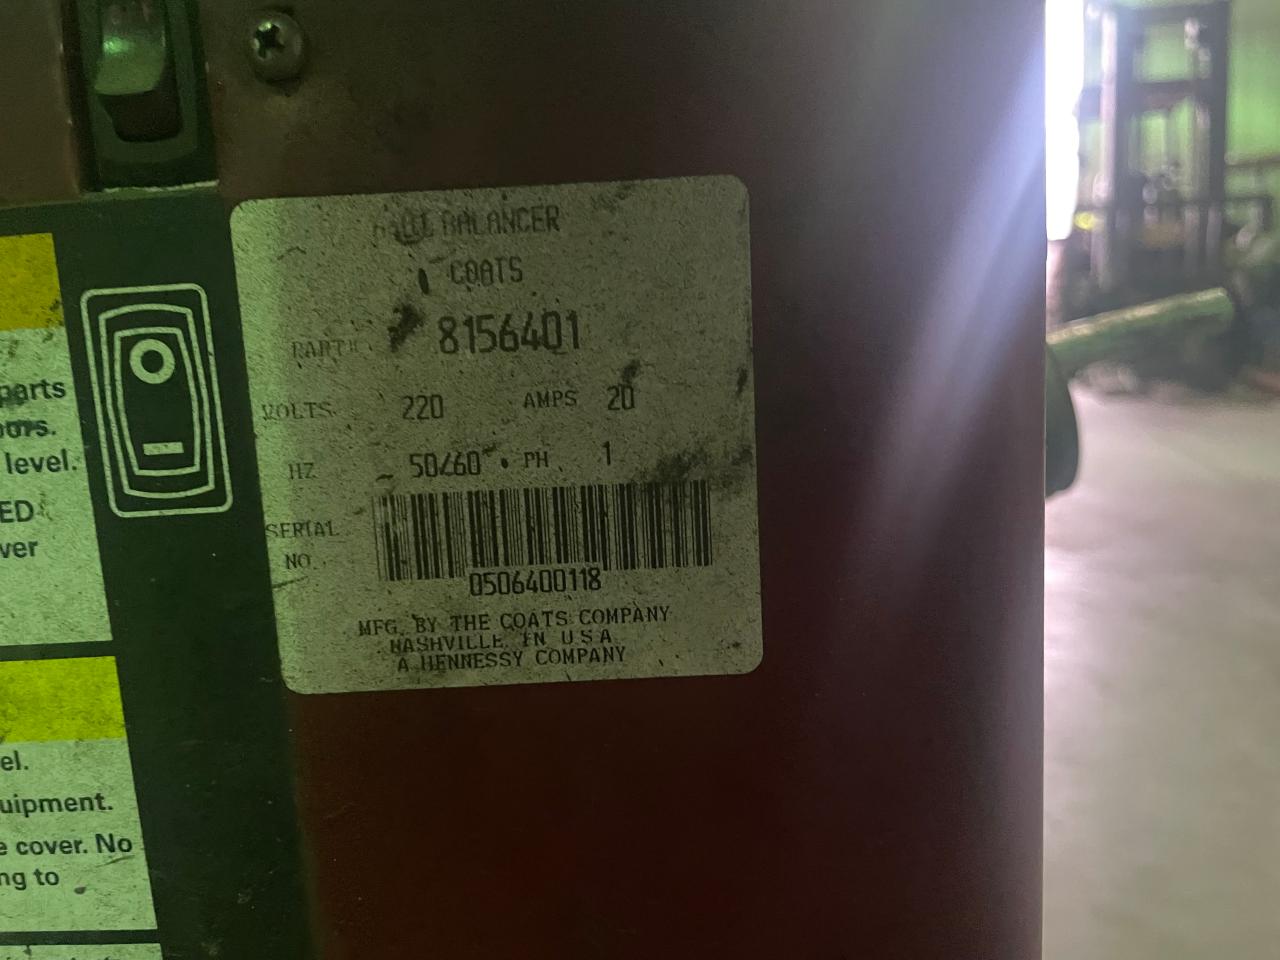 BALANCER
COATS
PART# 8156401
VOLTS 220 AMPS 20
HZ 50/60 PH 1
SERIAL
NO.
0506400118
MFG. BY THE COATS COMPANY
NASHVILLE TN U S A
A HENNESSY COMPANY
parts
level.
ED
ver
el.
uipment.
e cover. No
ng to